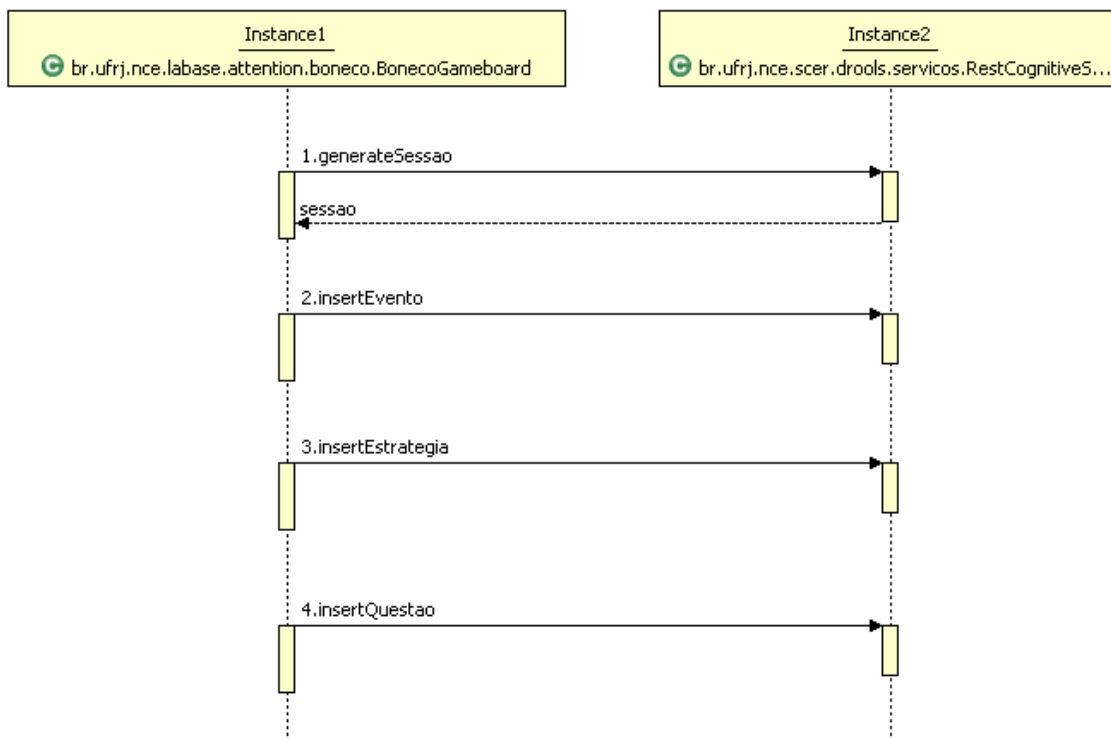 Instance1
C br.ufrj.nce.labase.attention.boneco.BonecoGameboard
Instance2
C br.ufrj.nce.scer.drools.servicos.RestCognitiveS...
1.generateSessao
sessao
2.insertEvento
3.insertEstrategia
4.insertQuestao